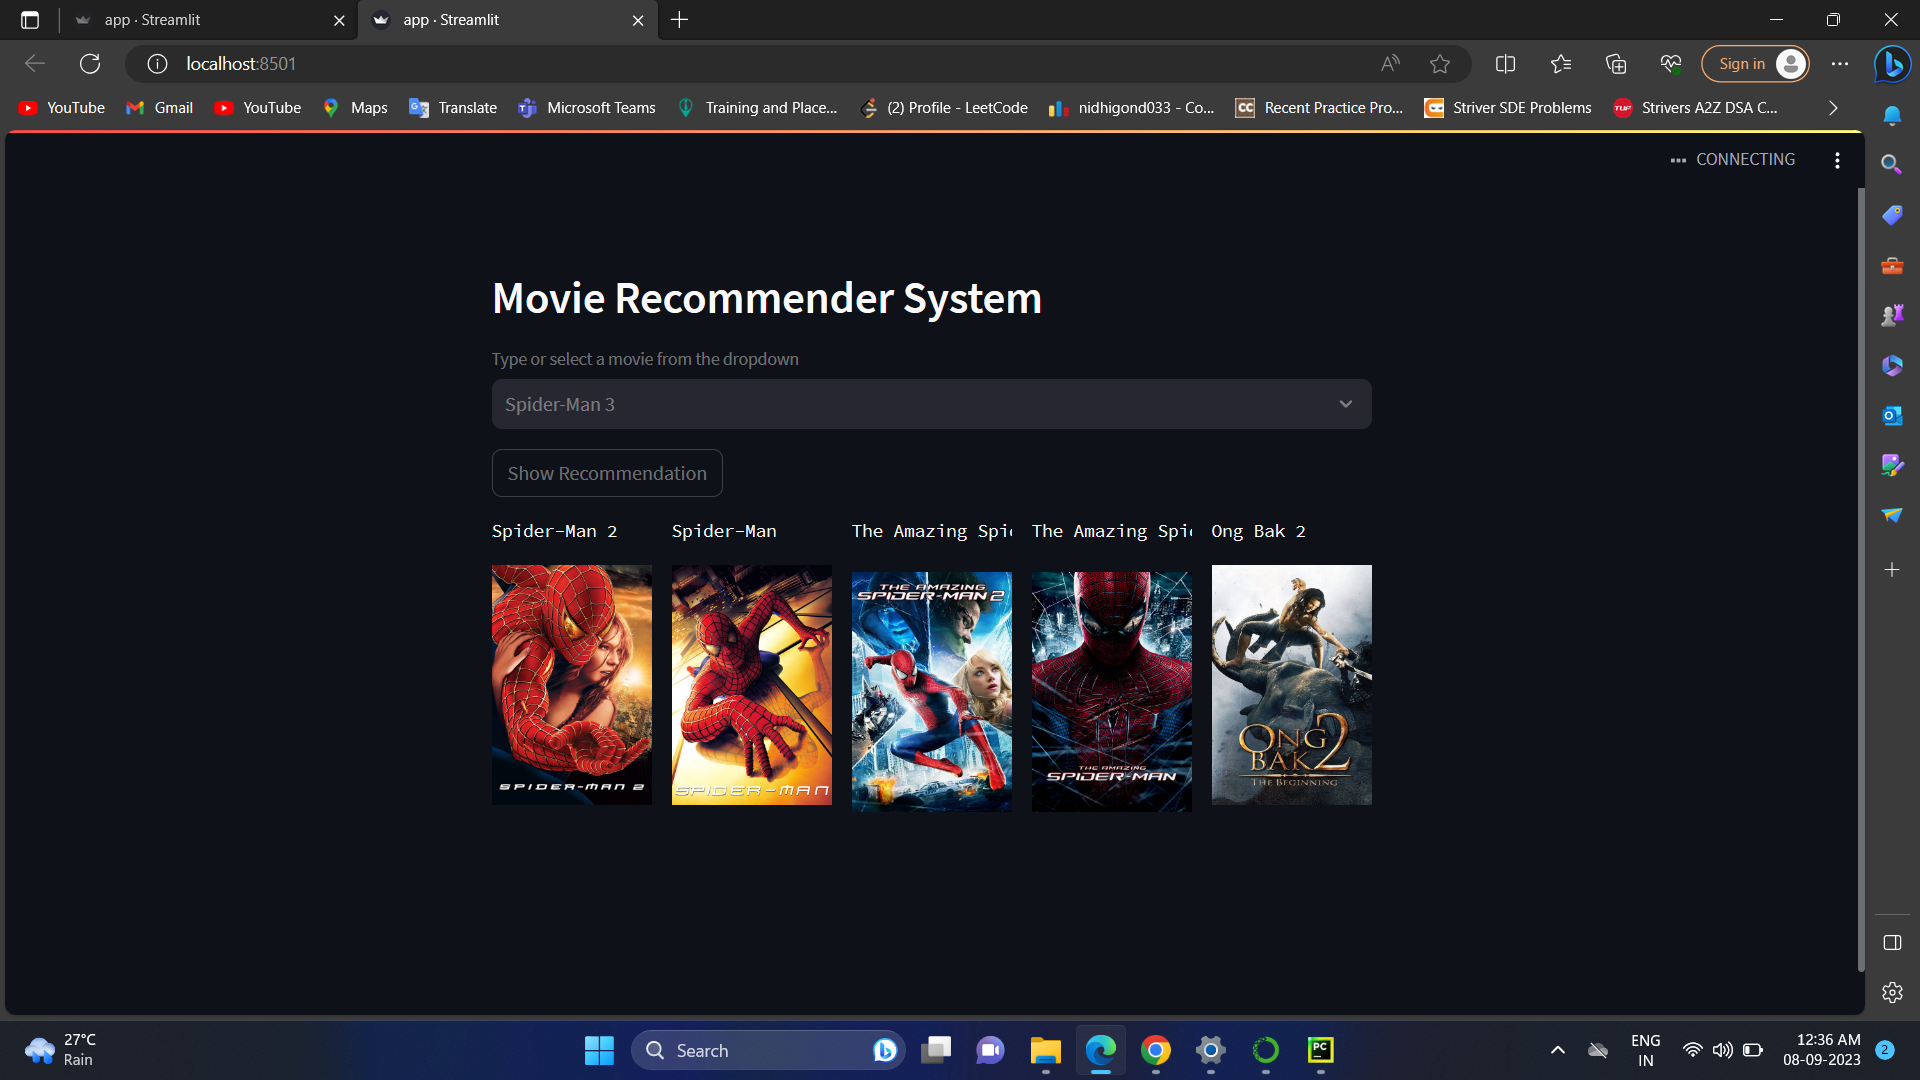 app · Streamlit
app · Streamlit
localhost:8501
Sign in
YouTube
Gmail
YouTube
Maps
Translate
Microsoft Teams
Training and Place...
(2) Profile - LeetCode
nidhigond033 - Co...
CC
Recent Practice Pro...
Striver SDE Problems
TUF
Strivers A2Z DSA C...
CONNECTING
Movie Recommender System
Type or select a movie from the dropdown
Spider-Man 3
Show Recommendation
Spider-Man 2
Spider-Man
The Amazing Spi
The Amazing Spi
Ong Bak 2
SPIDER-MAN 2
SPIDER-MAN
THE AMAZING
SPIDER-MAN 2
THE AMAZING
SPIDER-MAN
ONG
BAK 2
THE BEGINNING
27°C
Rain
Search
PC
ENG
IN
12:36 AM
08-09-2023
2